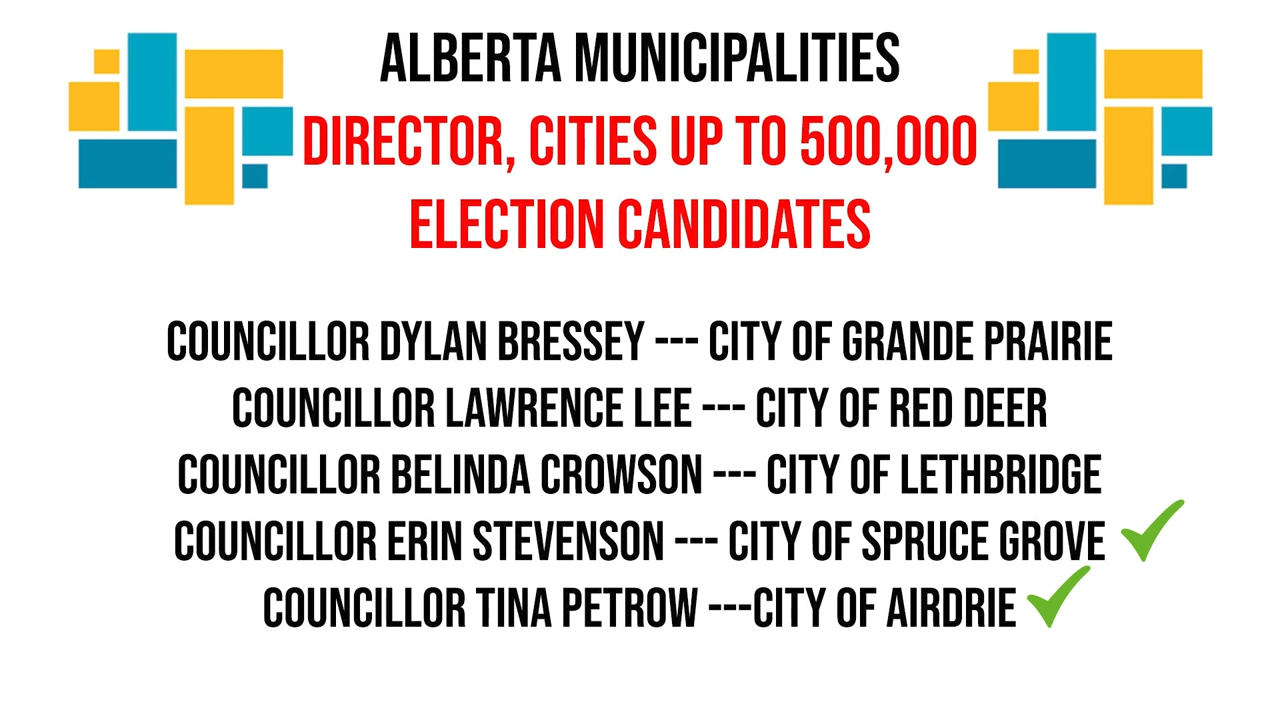 ALBERTA MUNICIPALITIES
DIRECTOR, CITIES UP TO 500,000
ELECTION CANDIDATES
COUNCILLOR DYLAN BRESSEY --- CITY OF GRANDE PRAIRIE
COUNCILLOR LAWRENCE LEE --- CITY OF RED DEER
COUNCILLOR BELINDA CROWSON --- CITY OF LETHBRIDGE
COUNCILLOR ERIN STEVENSON --- CITY OF SPRUCE GROVE
COUNCILLOR TINA PETROW ---CITY OF AIRDRIE